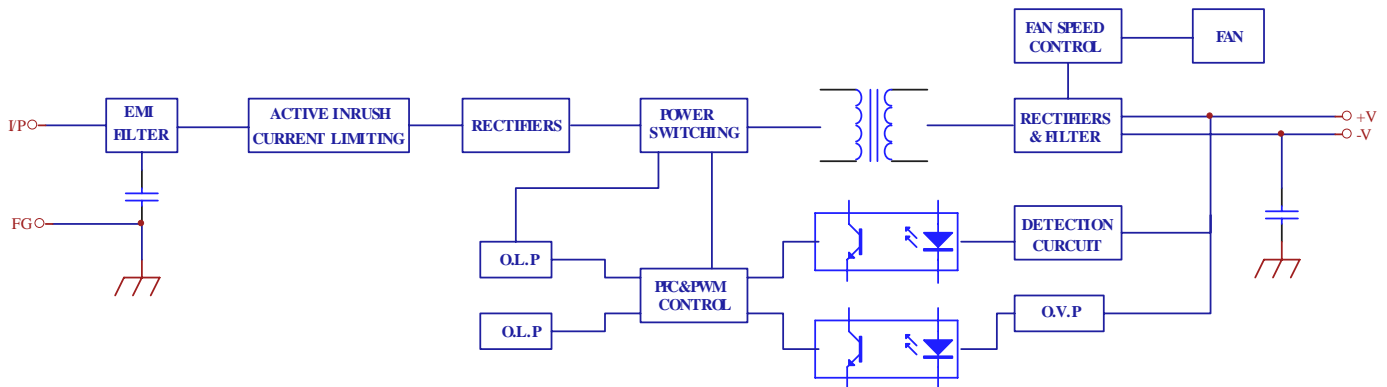 FAN SPEED
CONTROL
FAN
I/P
EMI
FILTER
ACTIVE INRUSH
CURRENT LIMITING
RECTIFIERS
POWER
SWITCHING
RECTIFIERS
& FILTER
+V
-V
FG
O.L.P
PFC&PWM
CONTROL
DETECTION
CURCUIT
O.L.P
O.V.P